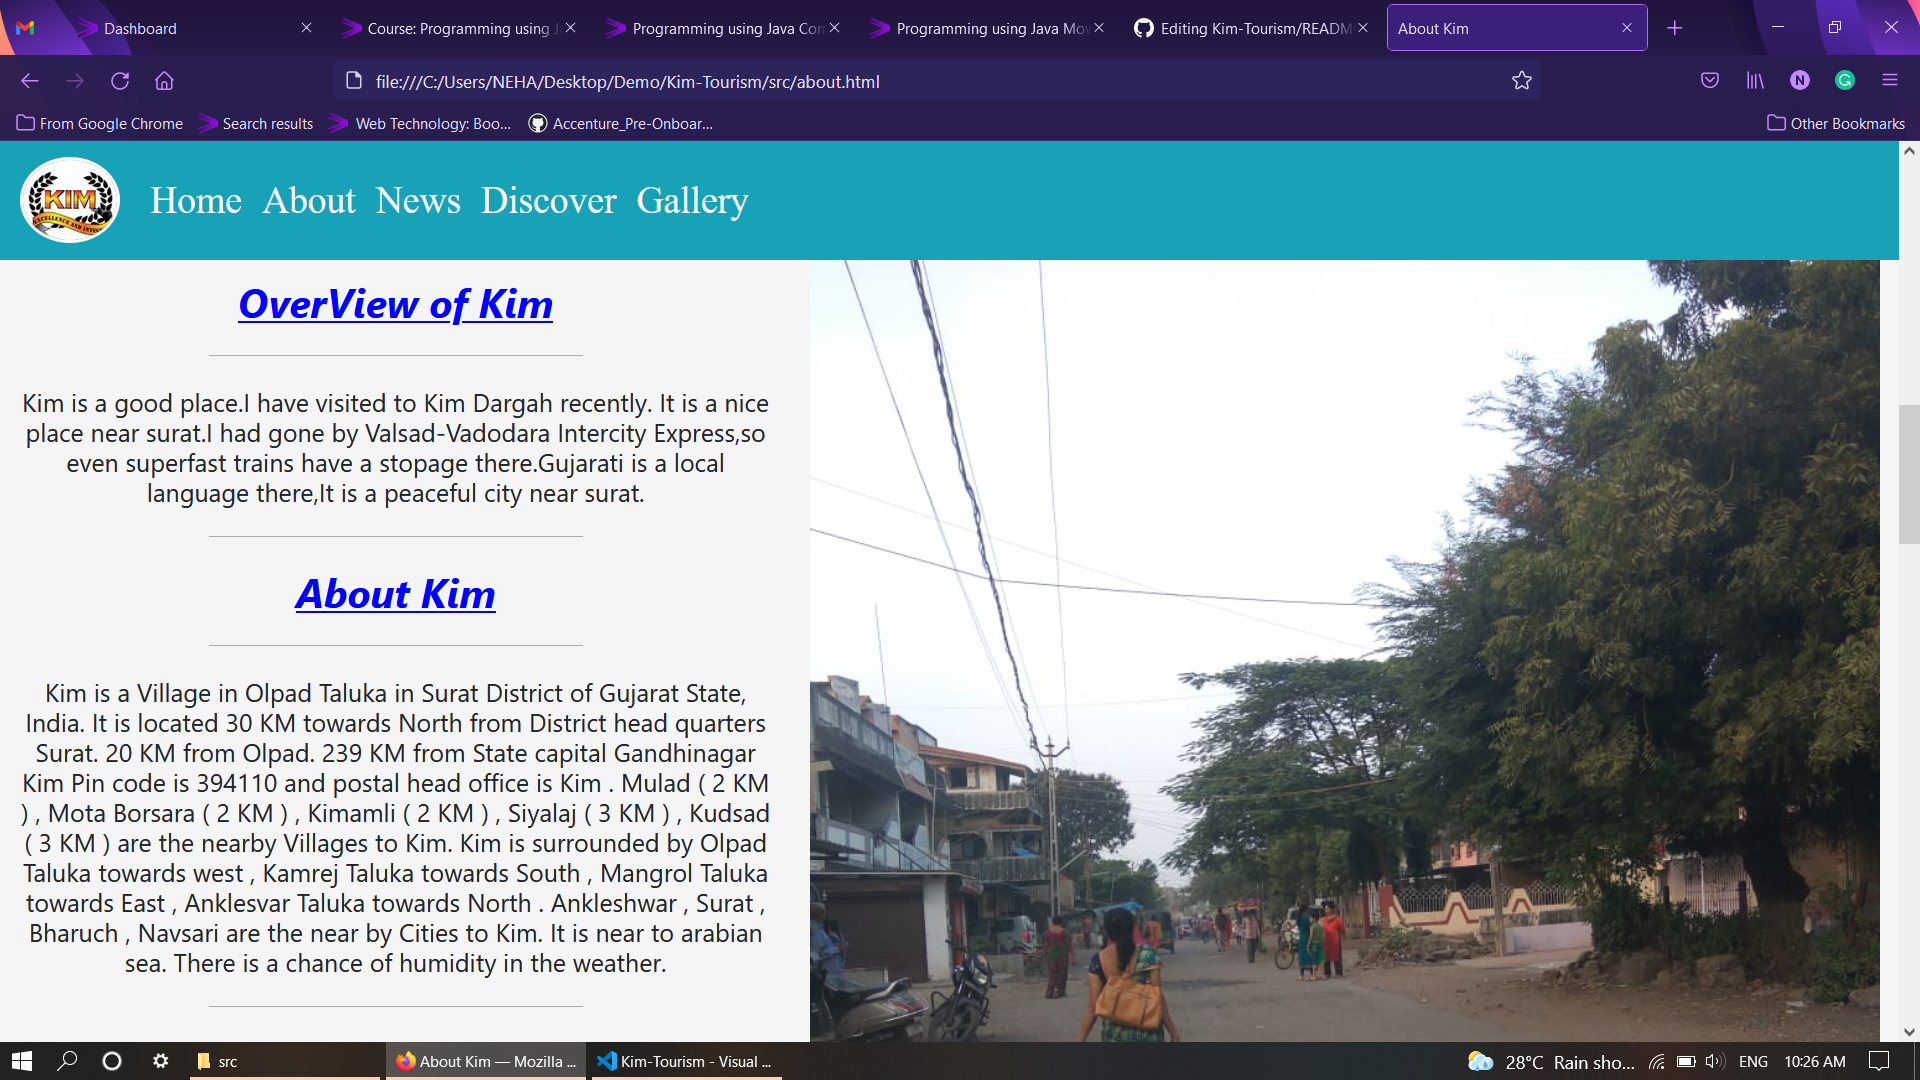 Dashboard
Course: Programming using J
Programming using Java Con
Programming using Java Mov
Editing Kim-Tourism/READM
About Kim
file:///C:/Users/NEHA/Desktop/Demo/Kim-Tourism/src/about.html
N
G
From Google Chrome
Search results
Web Technology: Boo...
Accenture_Pre-Onboar...
Other Bookmarks
KIM
EXCELLENCE AND INTEG
Home About News Discover Gallery
OverView of Kim
Kim is a good place.I have visited to Kim Dargah recently. It is a nice
place near surat.I had gone by Valsad-Vadodara Intercity Express,so
even superfast trains have a stopage there.Gujarati is a local
language there,It is a peaceful city near surat.
About Kim
Kim is a Village in Olpad Taluka in Surat District of Gujarat State,
India. It is located 30 KM towards North from District head quarters
Surat. 20 KM from Olpad. 239 KM from State capital Gandhinagar
Kim Pin code is 394110 and postal head office is Kim . Mulad ( 2 KM
) , Mota Borsara ( 2 KM ) , Kimamli ( 2 KM ) , Siyalaj ( 3 KM ) , Kudsad
( 3 KM ) are the nearby Villages to Kim. Kim is surrounded by Olpad
Taluka towards west , Kamrej Taluka towards South , Mangrol Taluka
towards East , Anklesvar Taluka towards North . Ankleshwar , Surat ,
Bharuch , Navsari are the near by Cities to Kim. It is near to arabian
sea. There is a chance of humidity in the weather.
src
About Kim — Mozilla ...
Kim-Tourism - Visual ...
28°C Rain sho...
ENG
10:26 AM